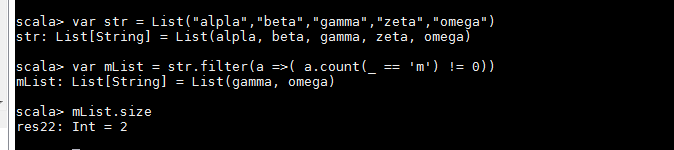 scala> var str = List("alpla","beta","gamma","zeta","omega")
str: List[String] = List(alpla, beta, gamma, zeta, omega)
scala> var mList = str.filter(a =>( a.count(_ == 'm') != 0))
mList: List[String] = List(gamma, omega)
scala> mList.size
res22: Int = 2